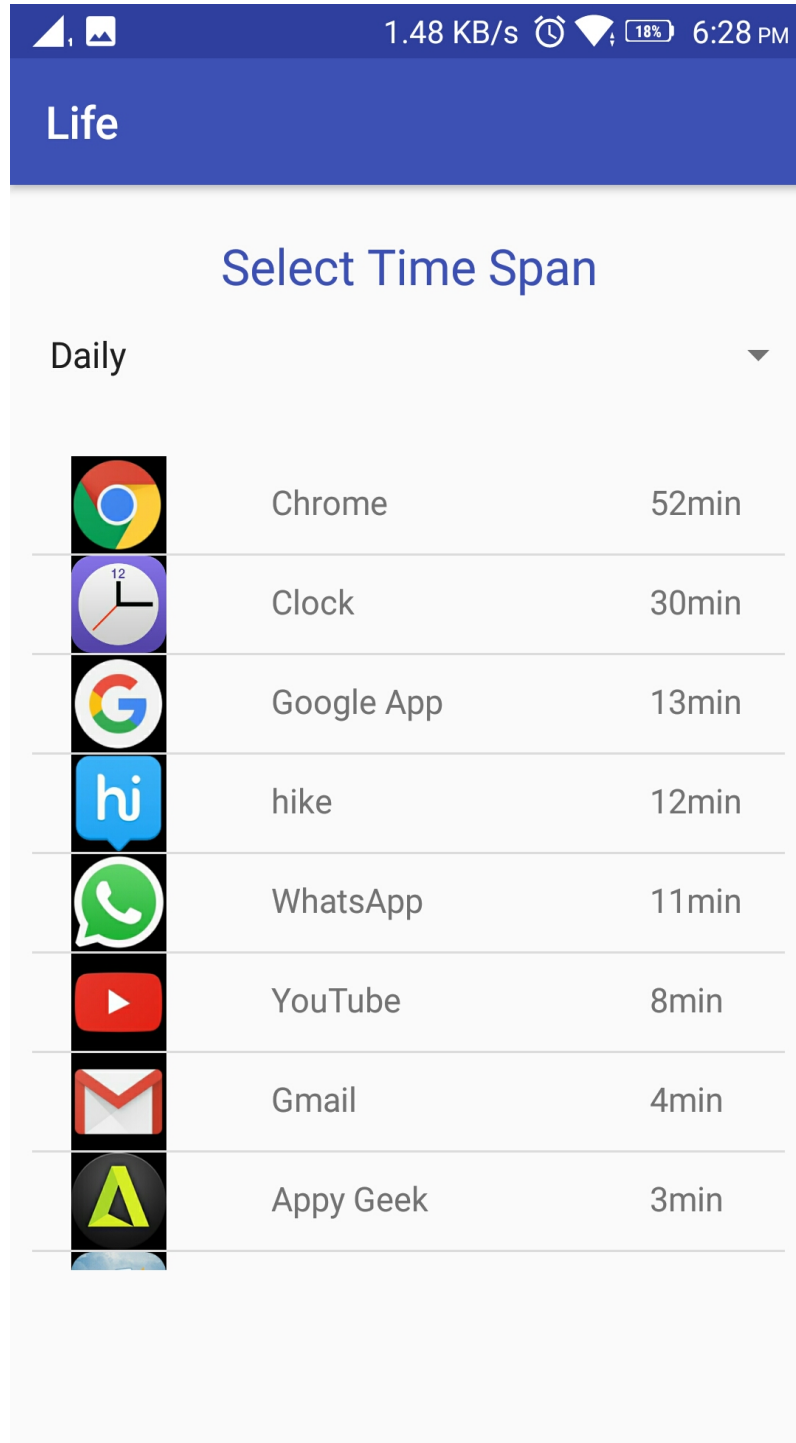 1 1.48 KB/s 18% 6:28 PM
Life
Select Time Span
Daily
Chrome 52min
12
Clock 30min
G
Google App 13min
hi
hike 12min
WhatsApp 11min
YouTube 8min
Gmail 4min
Appy Geek 3min